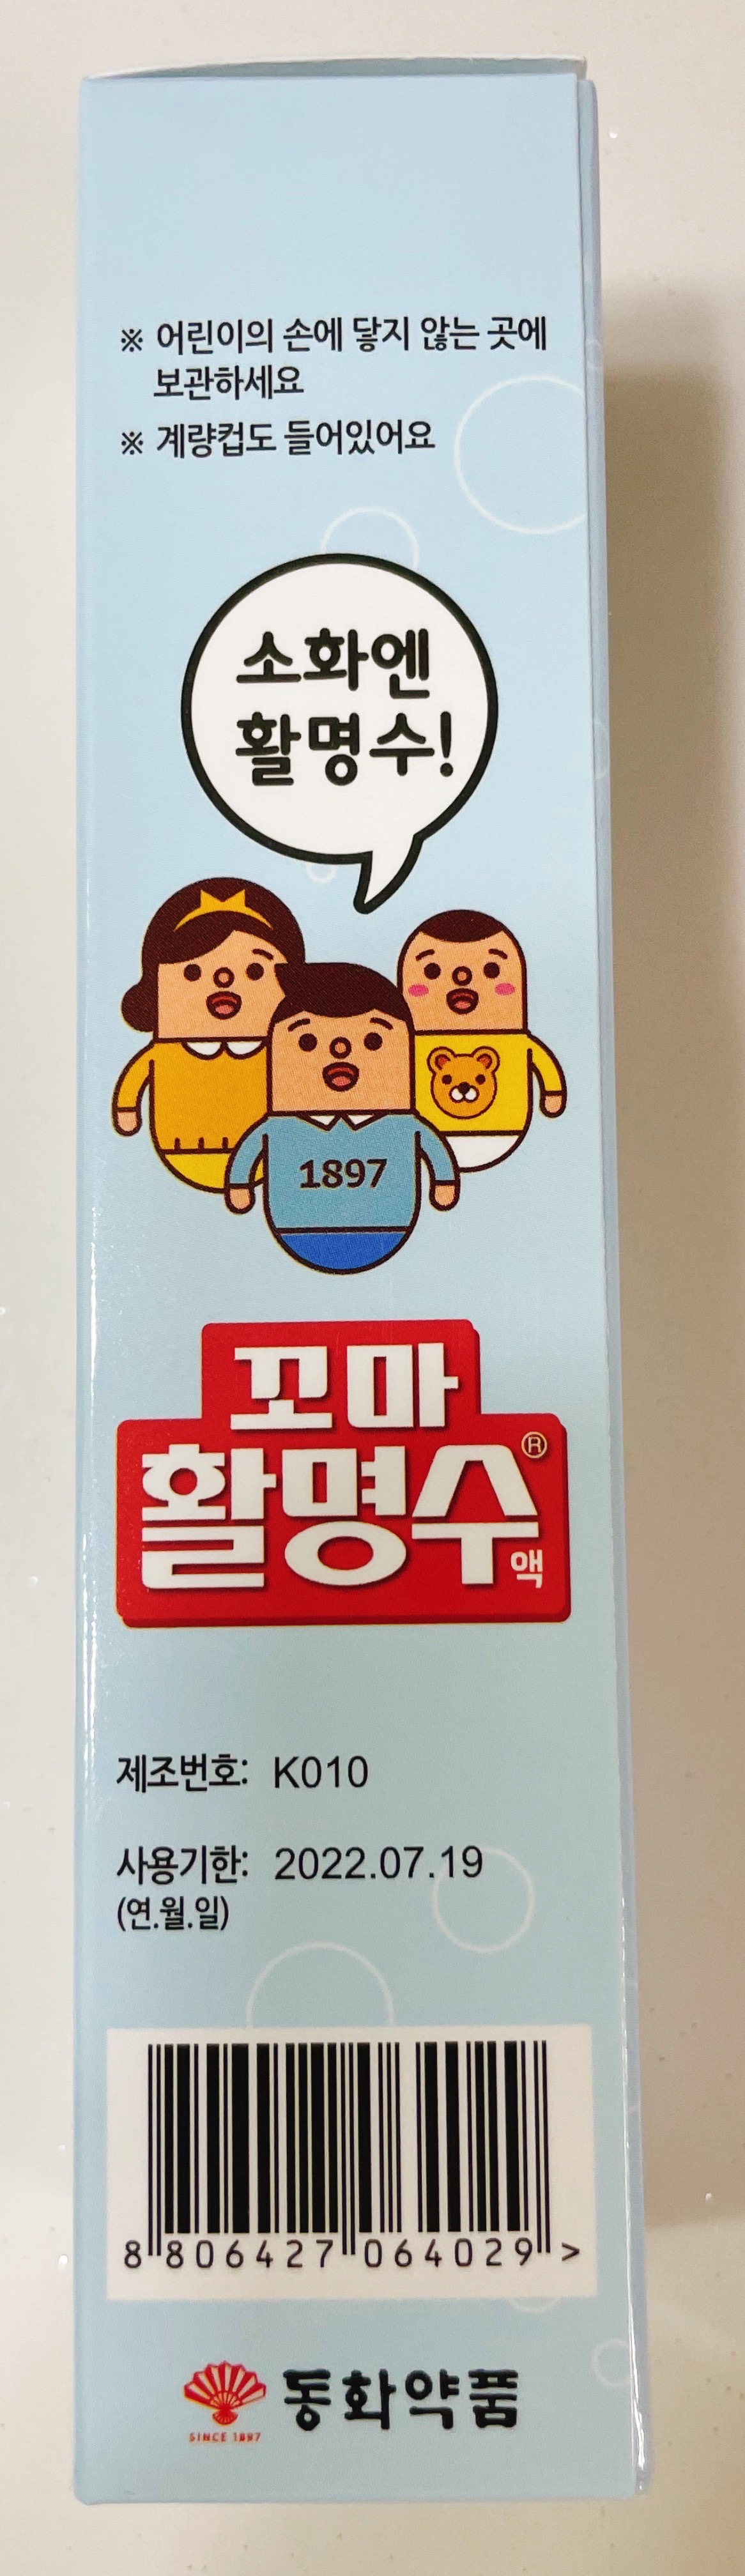 ※ 어린이의 손에 닿지 않는 곳에
보관하세요
※ 계량컵도 들어있어요
소화엔
활명수!
1897
꼬마
활명수®
액
제조번호: K010
사용기한: 2022.07.19
(연.월.일)
8 806427 064029 >
동화약품
SINCE 1897